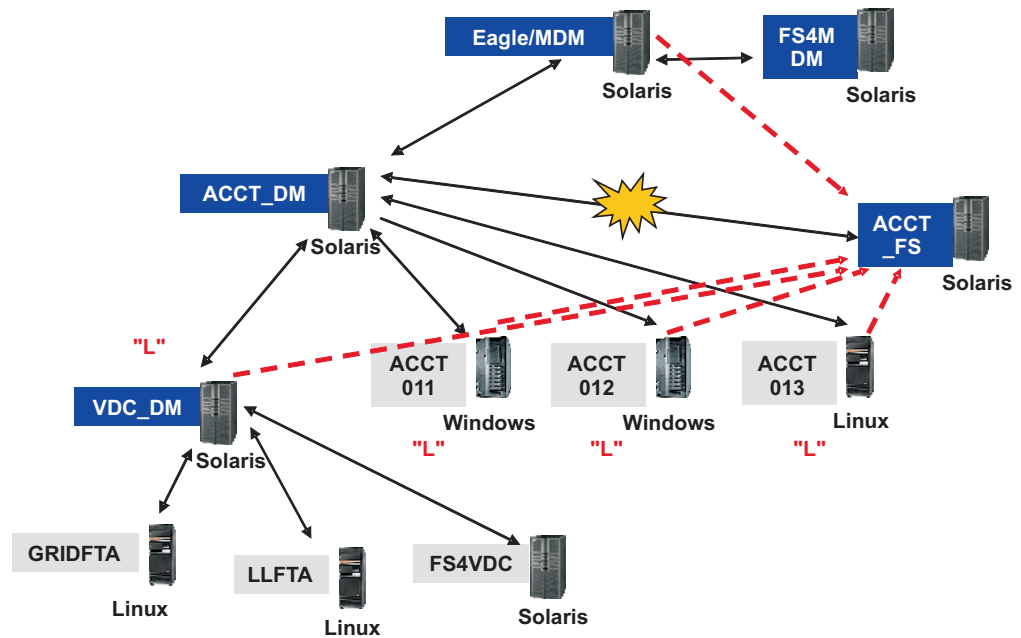 Eagle/MDM
Solaris
FS4M
DM
Solaris
ACCT_DM
Solaris
ACCT
_FS
Solaris
"L"
VDC_DM
Solaris
ACCT
011
Windows
"L"
ACCT
012
Windows
"L"
ACCT
013
Linux
"L"
GRIDFTA
Linux
LLFTA
Linux
FS4VDC
Solaris